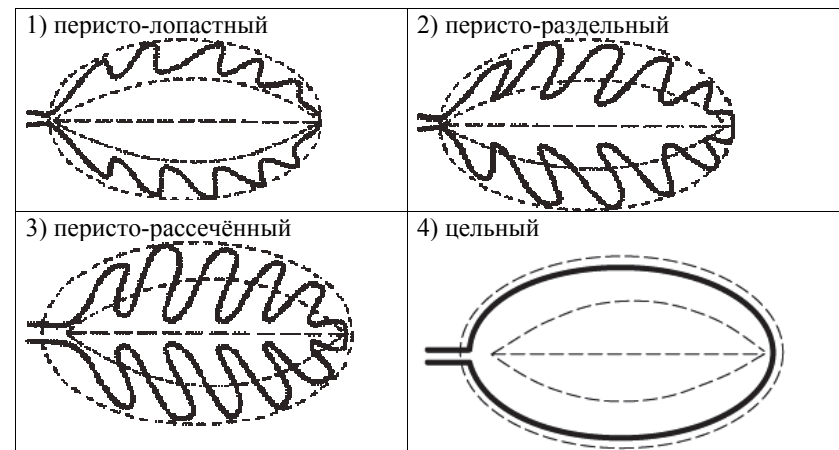 1) перисто-лопастный
2) перисто-раздельный
3) перисто-рассечённый
4) цельный